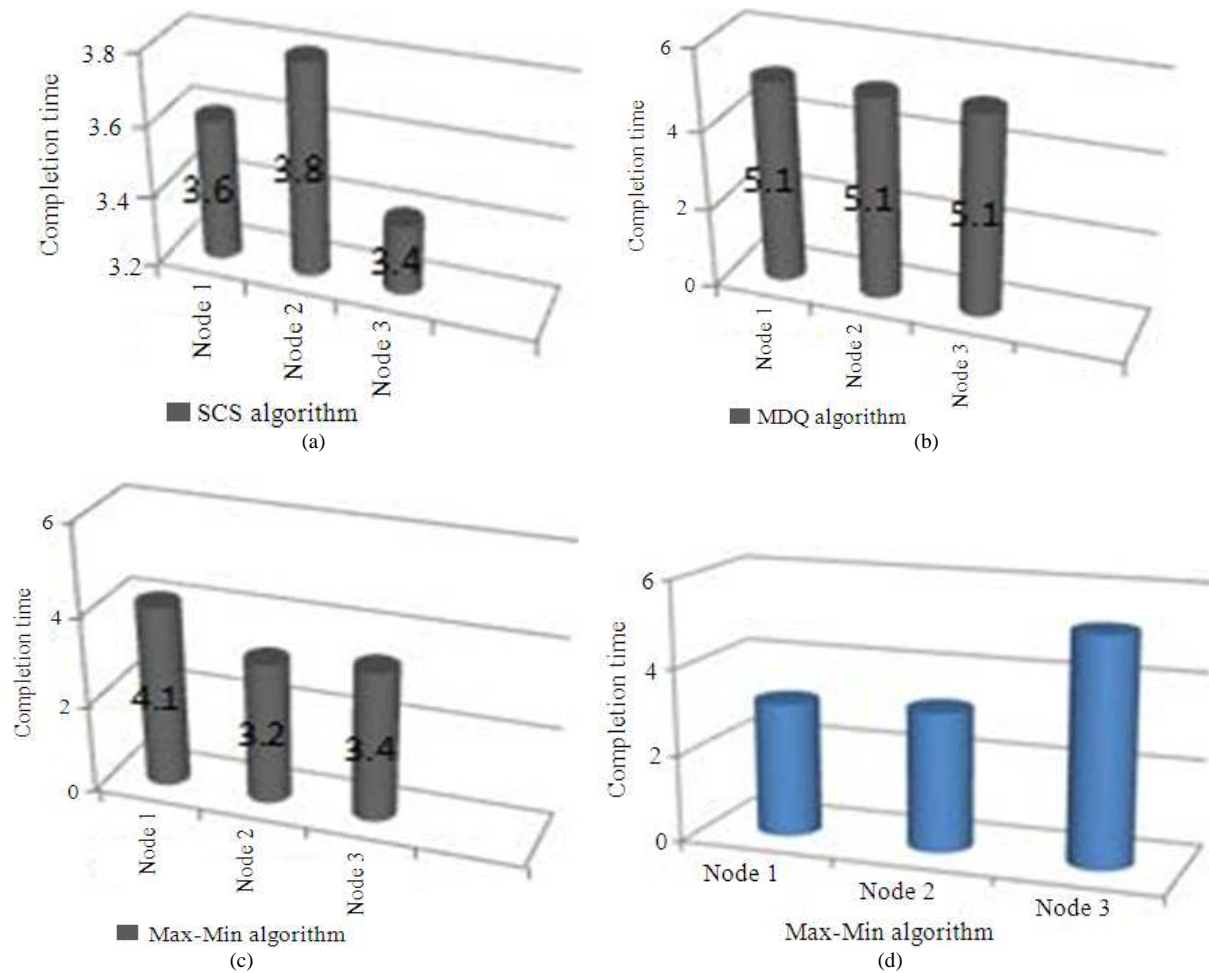 3.8
3.6
3.4
3.2
Completion time
3.6
3.8
3.4
Node 1
Node 2
Node 3
SCS algorithm
(a)
6
4
2
0
Completion time
5.1
5.1
5.1
Node 1
Node 2
Node 3
MDQ algorithm
(b)
6
4
2
0
Completion time
4.1
3.2
3.4
Node 1
Node 2
Node 3
Max-Min algorithm
(c)
6
4
2
0
Completion time
Node 1
Node 2
Node 3
Max-Min algorithm
(d)